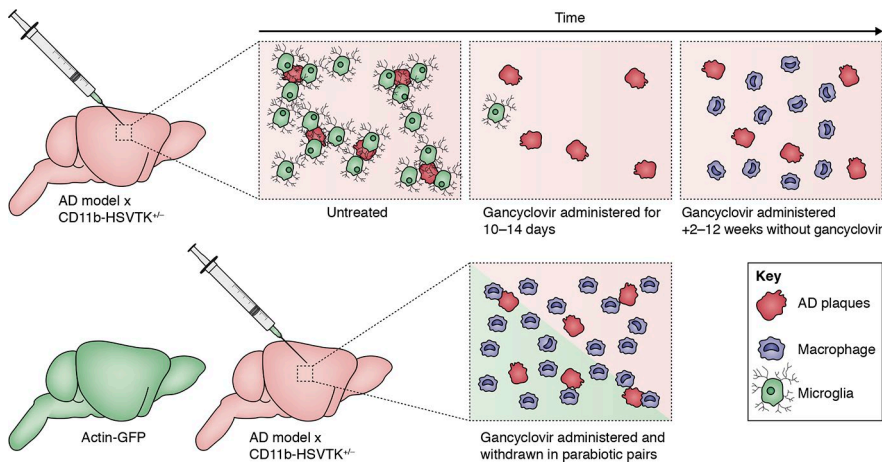 Time
AD model x
CD11b-HSVTK+/–
Untreated
Gancyclovir administered for
10–14 days
Gancyclovir administered
+2–12 weeks without gancyclovir
Actin-GFP
AD model x
CD11b-HSVTK+/–
Gancyclovir administered and
withdrawn in parabiotic pairs
Key
AD plaques
Macrophage
Microglia